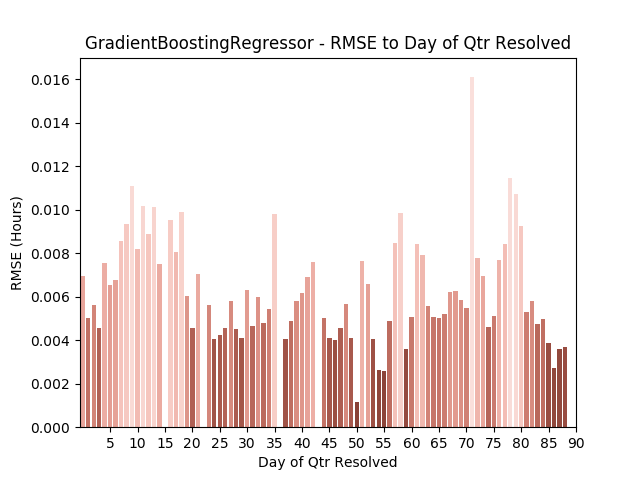 GradientBoostingRegressor - RMSE to Day of Qtr Resolved
0.016
0.014
0.012
0.010
0.008
0.006
0.004
0.002
0.000
RMSE (Hours)
5 10 15 20 25 30 35 40 45 50 55 60 65 70 75 80 85 90
Day of Qtr Resolved